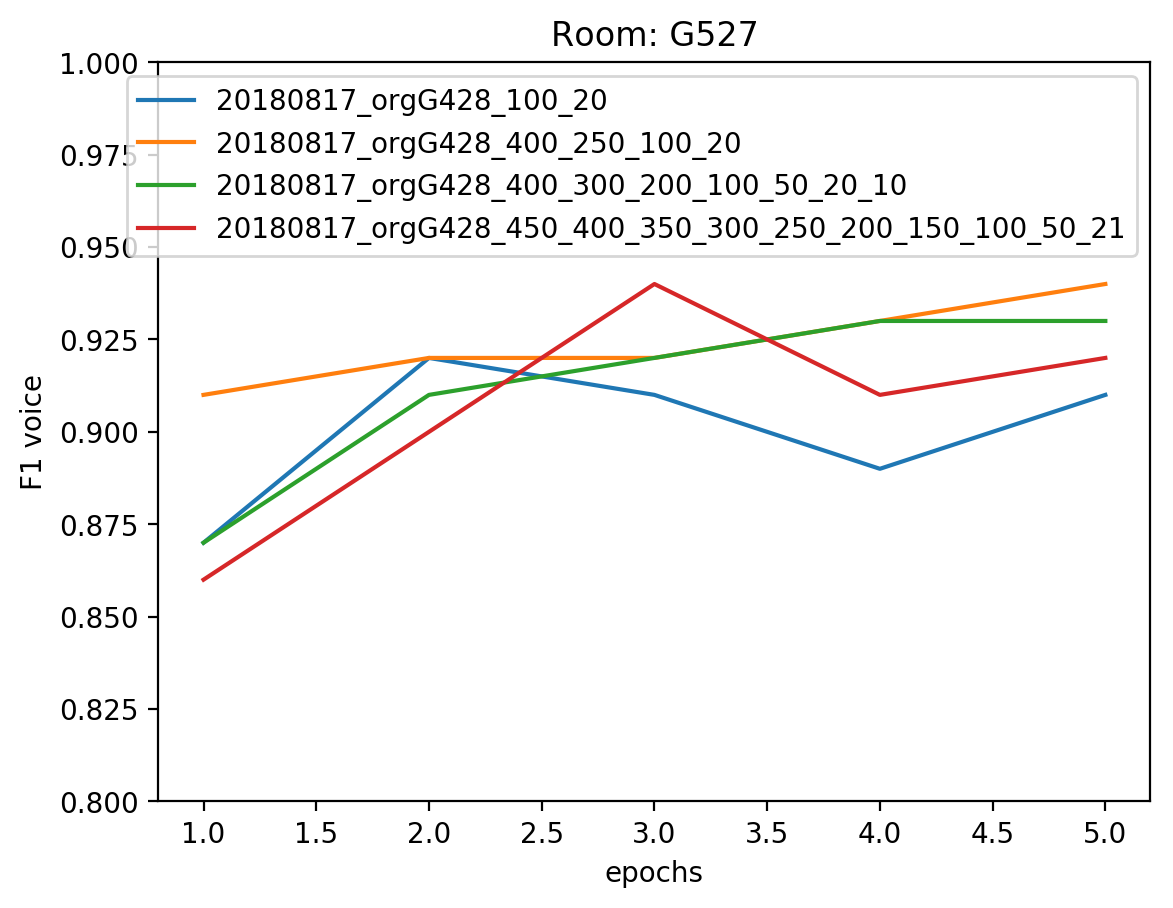 Room: G527
1.000
0.975
0.950
0.925
0.900
0.875
0.850
0.825
0.800
F1 voice
20180817_orgG428_100_20
20180817_orgG428_400_250_100_20
20180817_orgG428_400_300_200_100_50_20_10
20180817_orgG428_450_400_350_300_250_200_150_100_50_21
1.0 1.5 2.0 2.5 3.0 3.5 4.0 4.5 5.0
epochs